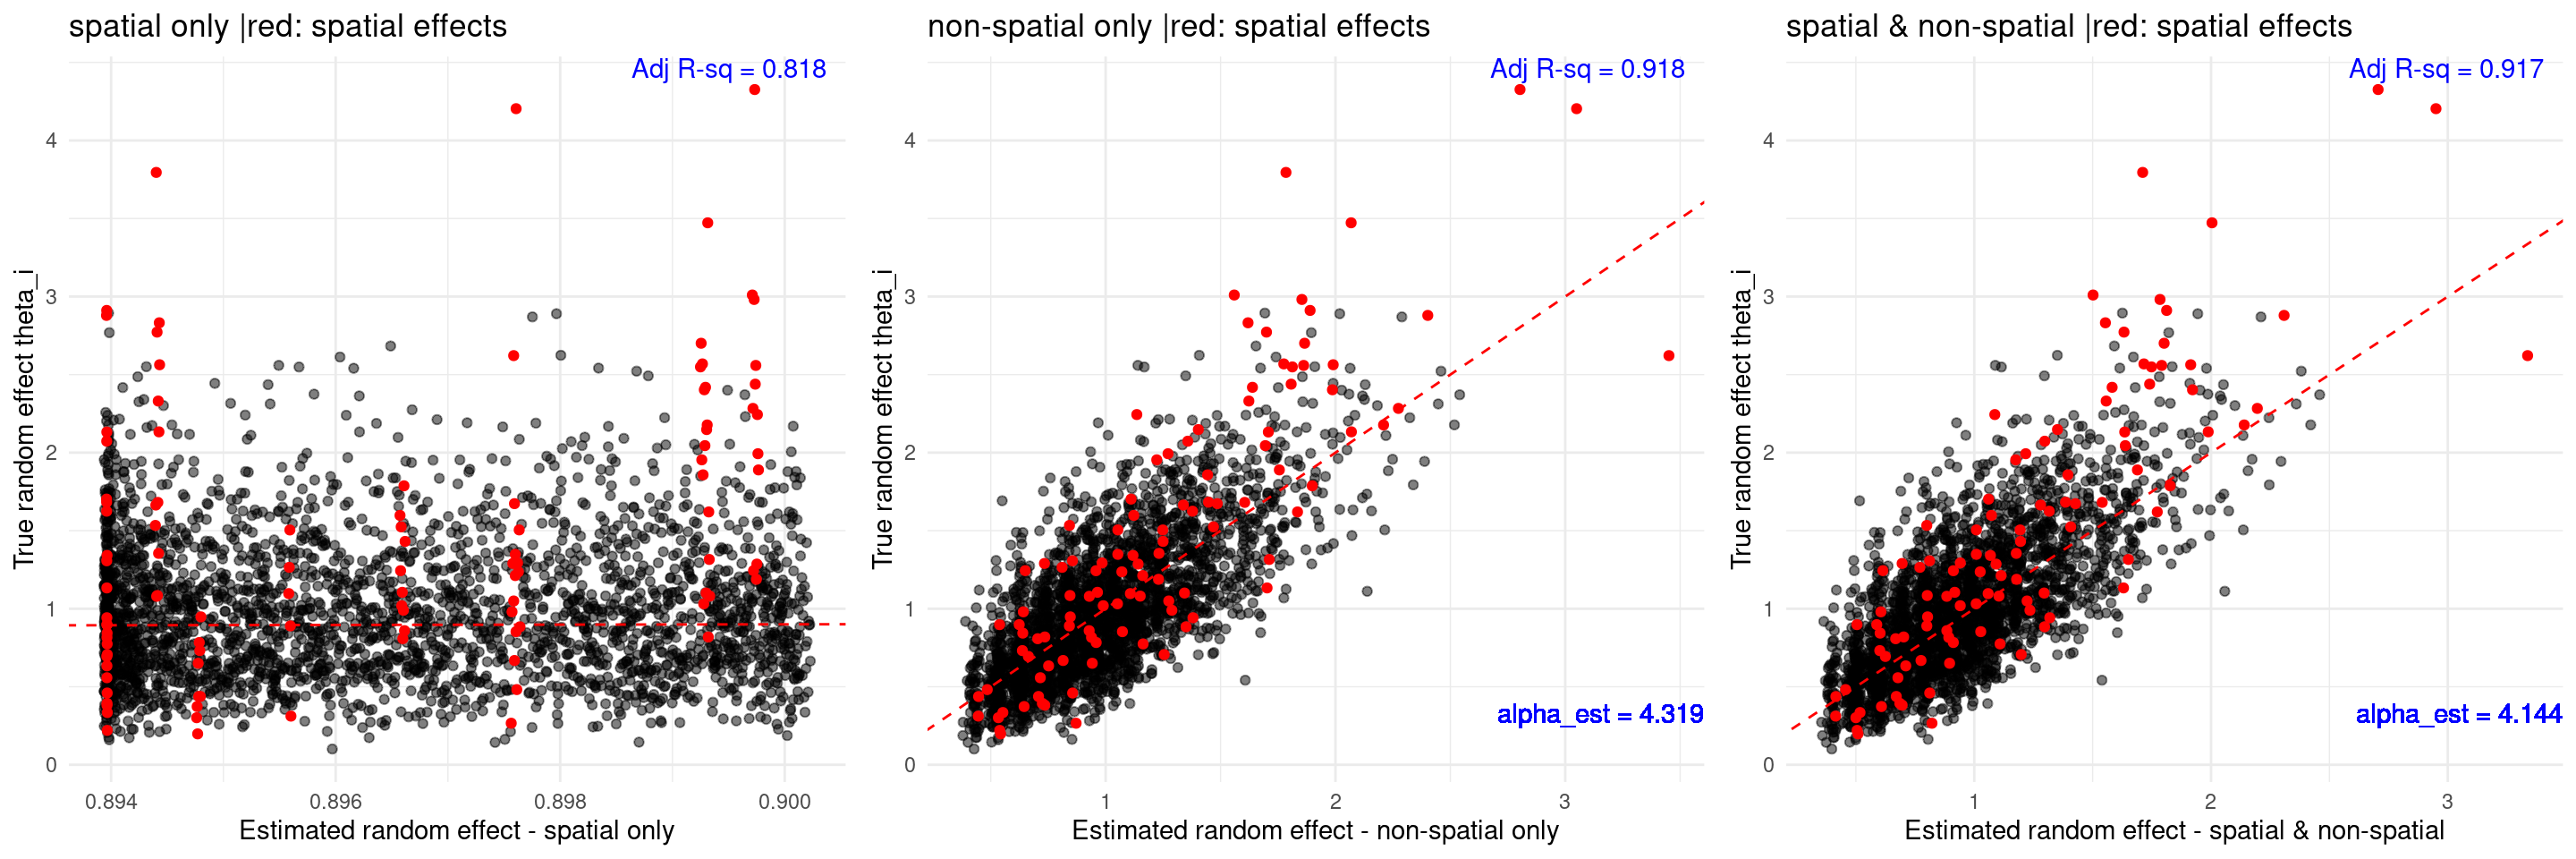 spatial only |red: spatial effects
Adj R-sq = 0.818
True random effect theta_i
4
3
2
1
0
0.894
0.896
0.898
0.900
Estimated random effect - spatial only
non-spatial only |red: spatial effects
Adj R-sq = 0.918
True random effect theta_i
4
3
2
1
0
alpha_est = 4.319
1
2
3
Estimated random effect - non-spatial only
spatial & non-spatial |red: spatial effects
Adj R-sq = 0.917
True random effect theta_i
4
3
2
1
0
alpha_est = 4.144
1
2
3
Estimated random effect - spatial & non-spatial